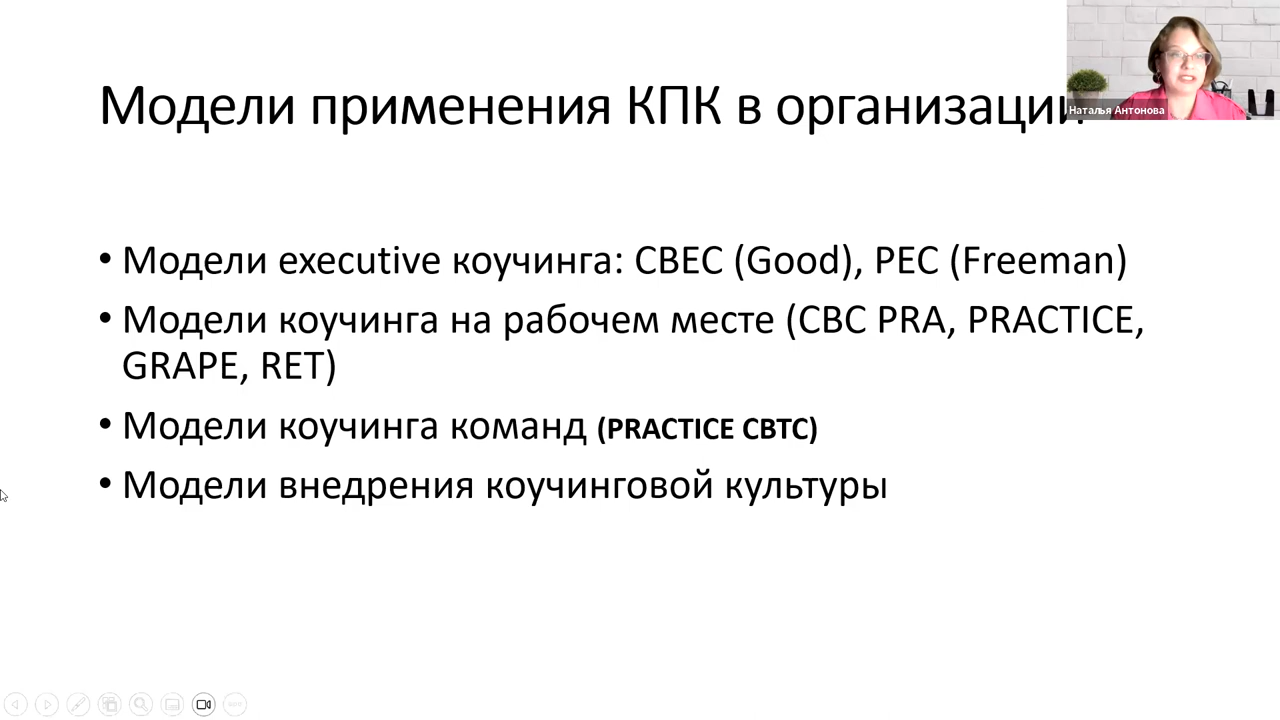 Модели применения КПК в организации
Наталья Антонова
• Модели executive коучинга: CBEC (Good), PEC (Freeman)
• Модели коучинга на рабочем месте (CBC PRA, PRACTICE,
GRAPE, RET)
• Модели коучинга команд (PRACTICE CBTC)
• Модели внедрения коучинговой культуры